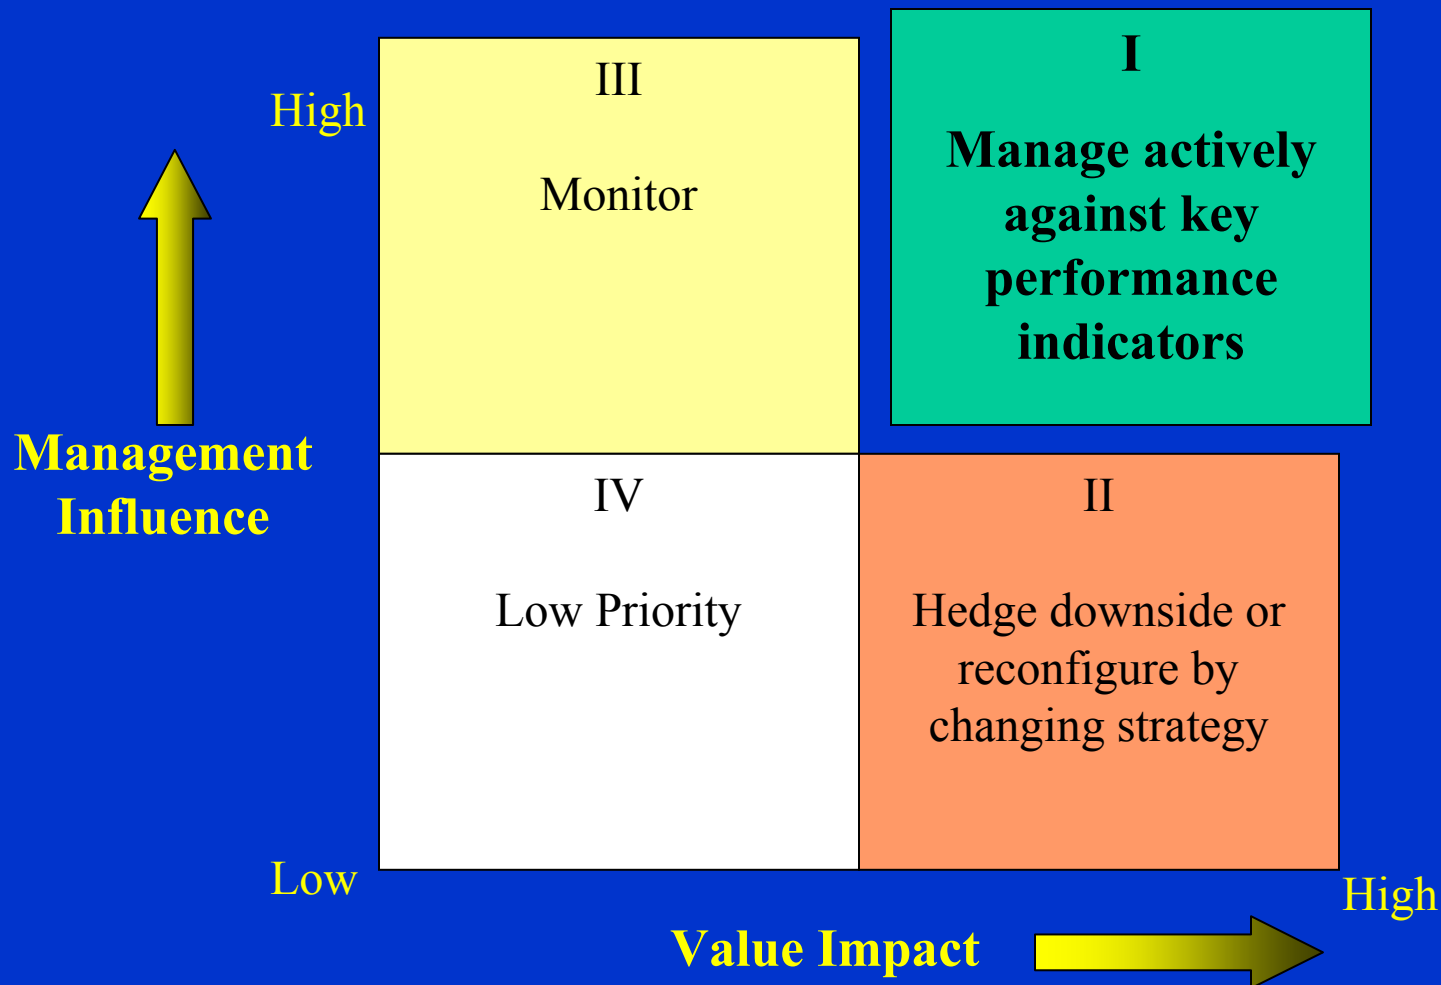 High
III
Monitor
I
Manage actively
against key
performance
indicators
Management
Influence
IV
Low Priority
II
Hedge downside or
reconfigure by
changing strategy
Low
High
Value Impact